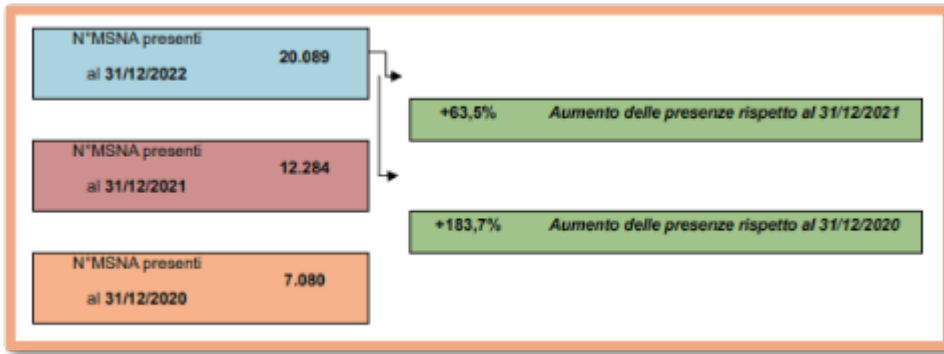 N°MSNA presenti
al 31/12/2022
20.089
+63,5% Aumento delle presenze rispetto al 31/12/2021
N°MSNA presenti
al 31/12/2021
12.284
+183,7% Aumento delle presenze rispetto al 31/12/2020
N°MSNA presenti
al 31/12/2020
7.080